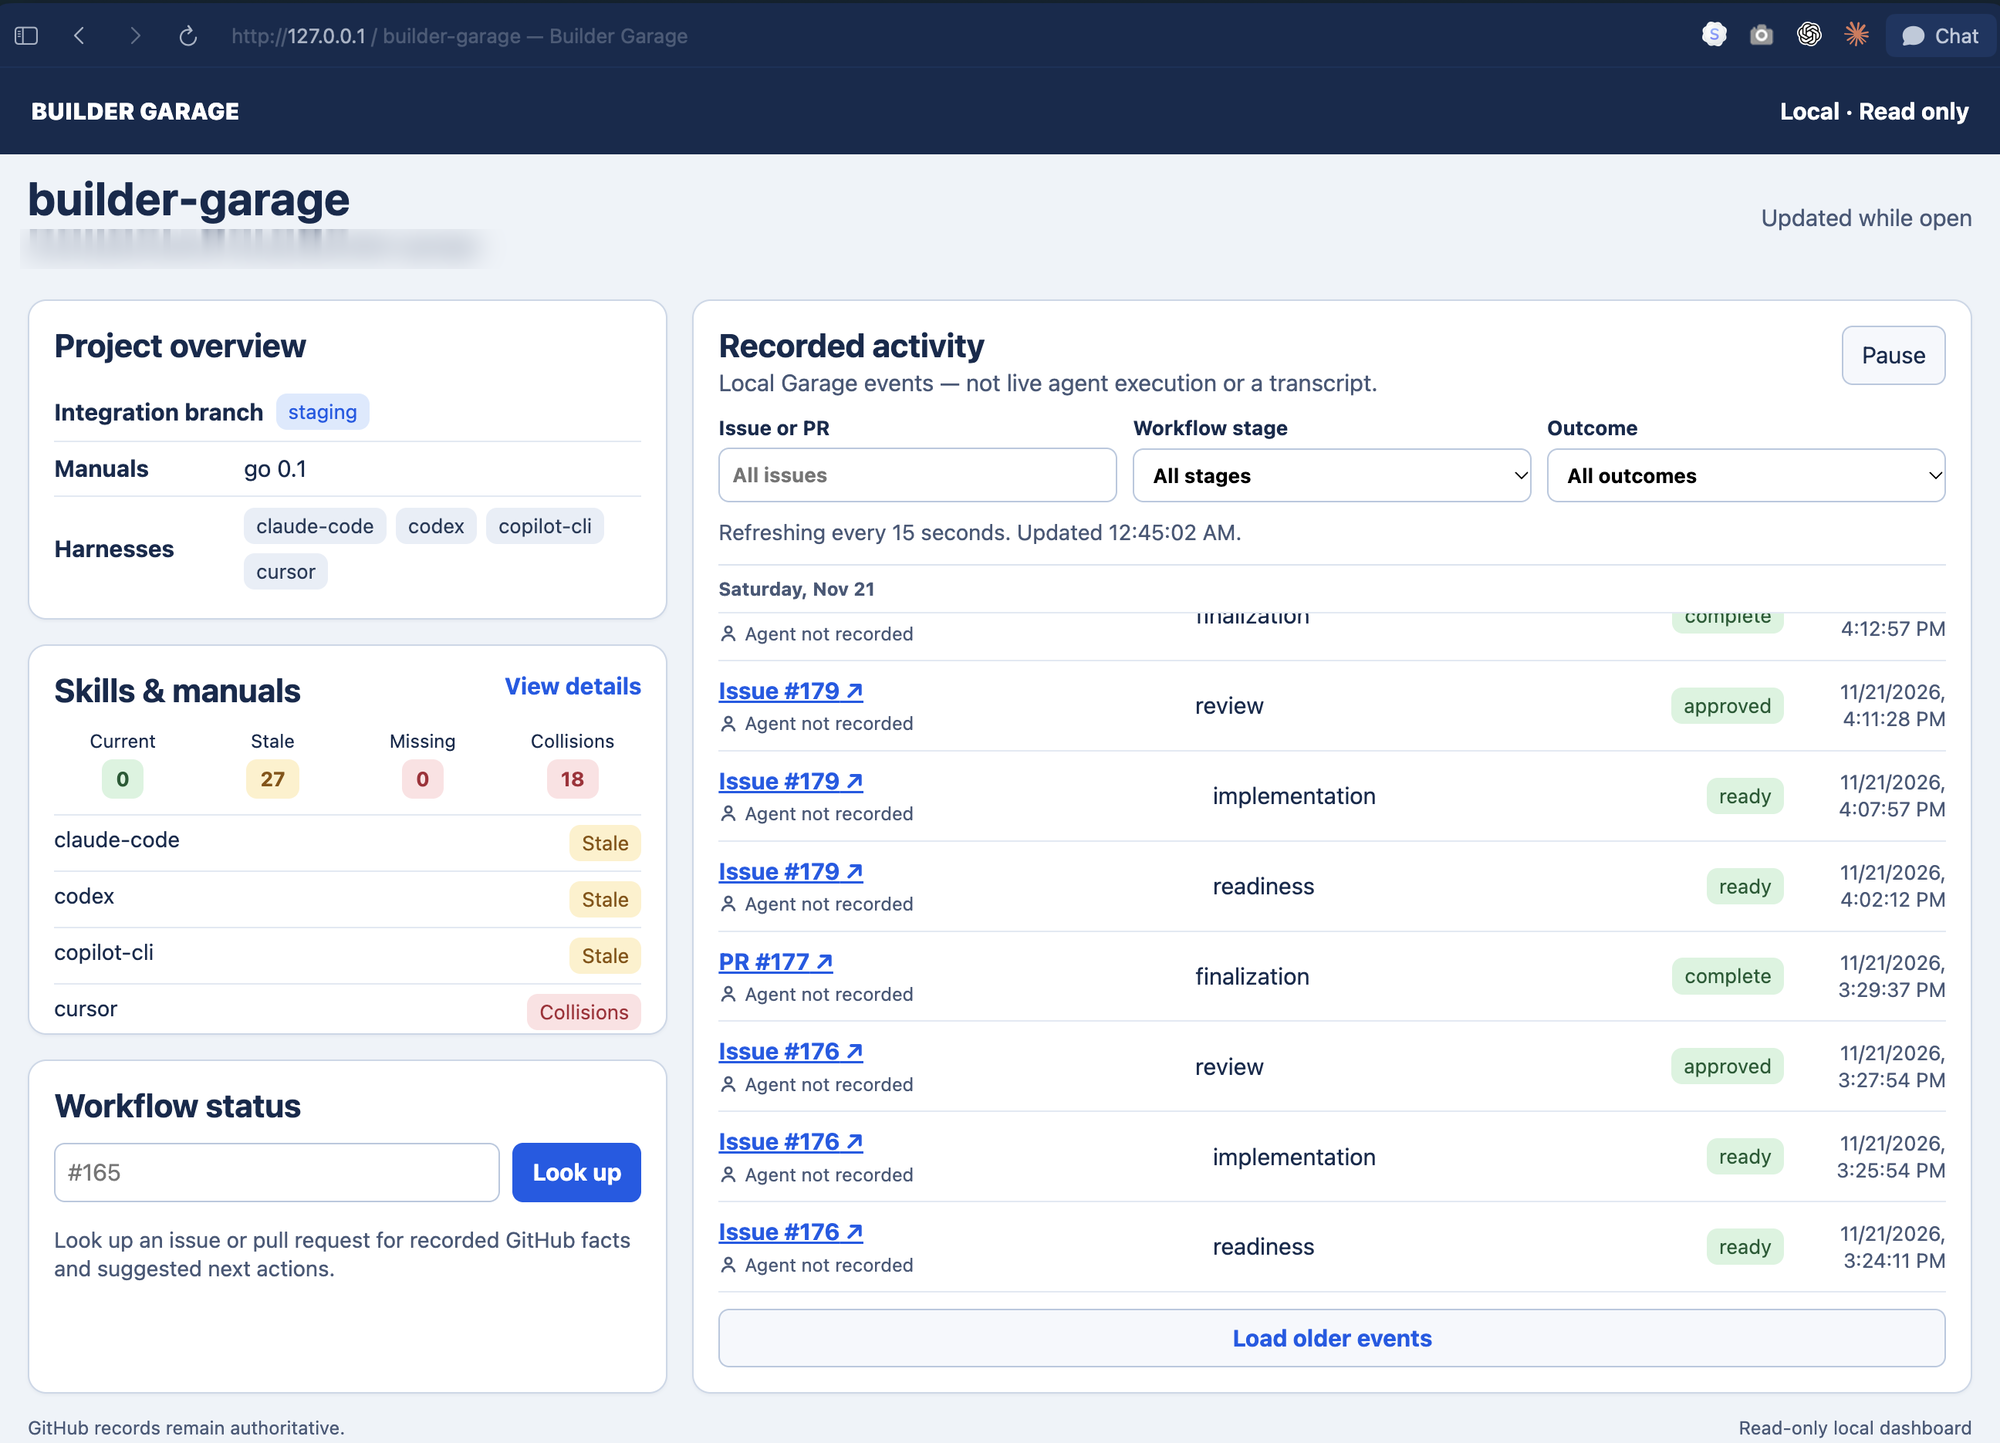 http://127.0.0.1 / builder-garage — Builder Garage
S
Chat
BUILDER GARAGE
Local · Read only
builder-garage
Updated while open
Project overview
Integration branch staging
Manuals go 0.1
Harnesses claude-code codex copilot-cli
cursor
Skills & manuals View details
Current Stale Missing Collisions
0 27 0 18
claude-code Stale
codex Stale
copilot-cli Stale
cursor Collisions
Workflow status
#165 Look up
Look up an issue or pull request for recorded GitHub facts
and suggested next actions.
Recorded activity
Pause
Local Garage events — not live agent execution or a transcript.
Issue or PR Workflow stage Outcome
All issues All stages All outcomes
Refreshing every 15 seconds. Updated 12:45:02 AM.
Saturday, Nov 21
finalization complete
Agent not recorded 4:12:57 PM
Issue #179 ↗ review approved 11/21/2026,
Agent not recorded 4:11:28 PM
Issue #179 ↗ implementation ready 11/21/2026,
Agent not recorded 4:07:57 PM
Issue #179 ↗ readiness ready 11/21/2026,
Agent not recorded 4:02:12 PM
PR #177 ↗ finalization complete 11/21/2026,
Agent not recorded 3:29:37 PM
Issue #176 ↗ review approved 11/21/2026,
Agent not recorded 3:27:54 PM
Issue #176 ↗ implementation ready 11/21/2026,
Agent not recorded 3:25:54 PM
Issue #176 ↗ readiness ready 11/21/2026,
Agent not recorded 3:24:11 PM
Load older events
GitHub records remain authoritative.
Read-only local dashboard